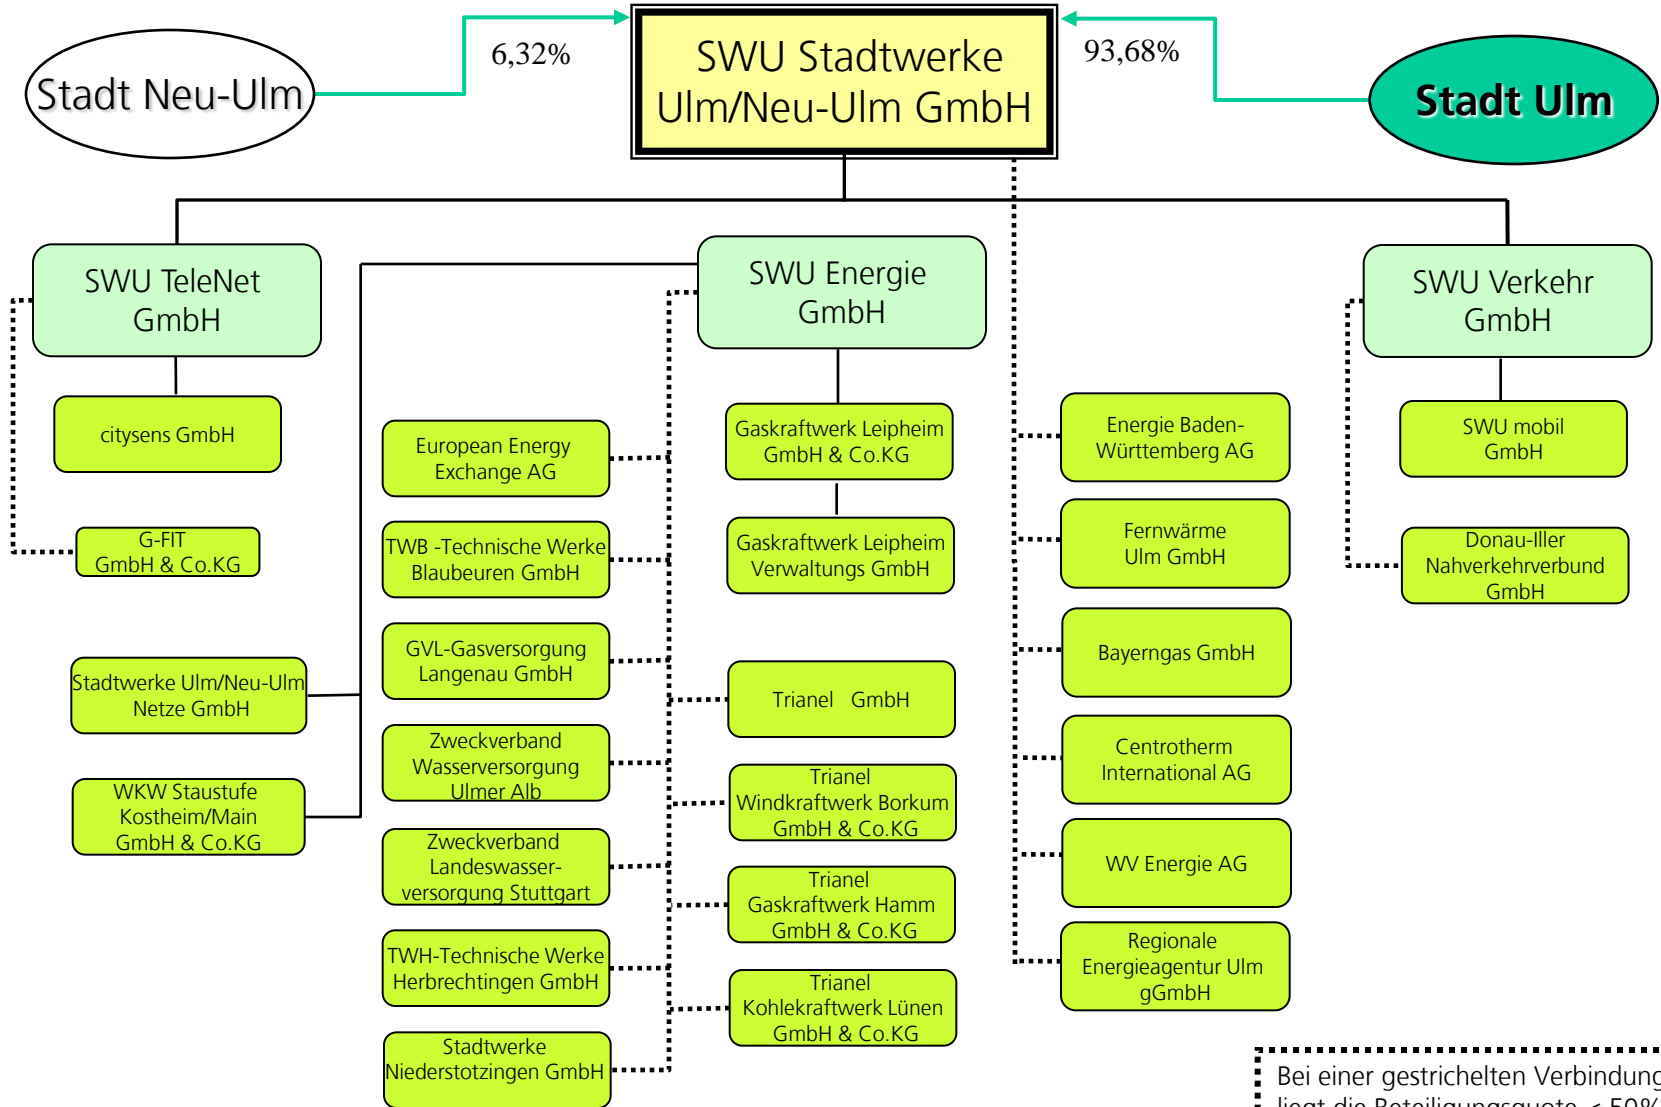 Stadt Neu-Ulm
6,32%
SWU Stadtwerke
Ulm/Neu-Ulm GmbH
93,68%
Stadt Ulm
SWU TeleNet
GmbH
SWU Energie
GmbH
SWU Verkehr
GmbH
citysens GmbH
G-FIT
GmbH & Co.KG
Stadtwerke Ulm/Neu-Ulm
Netze GmbH
WKW Staustufe
Kostheim/Main
GmbH & Co.KG
European Energy
Exchange AG
TWB -Technische Werke
Blaubeuren GmbH
GVL-Gasversorgung
Langenau GmbH
Zweckverband
Wasserversorgung
Ulmer Alb
Zweckverband
Landeswasser-
versorgung Stuttgart
TWH-Technische Werke
Herbrechtingen GmbH
Stadtwerke
Niederstotzingen GmbH
Gaskraftwerk Leipheim
GmbH & Co.KG
Gaskraftwerk Leipheim
Verwaltungs GmbH
Trianel GmbH
Trianel
Windkraftwerk Borkum
GmbH & Co.KG
Trianel
Gaskraftwerk Hamm
GmbH & Co.KG
Trianel
Kohlekraftwerk Lünen
GmbH & Co.KG
Energie Baden-
Württemberg AG
Fernwärme
Ulm GmbH
Bayerngas GmbH
Centrotherm
International AG
WV Energie AG
Regionale
Energieagentur Ulm
gGmbH
SWU mobil
GmbH
Donau-Iller
Nahverkehrverbund
GmbH
Bei einer gestrichelten Verbindung
liegt die Beteiligungsquote < 50%